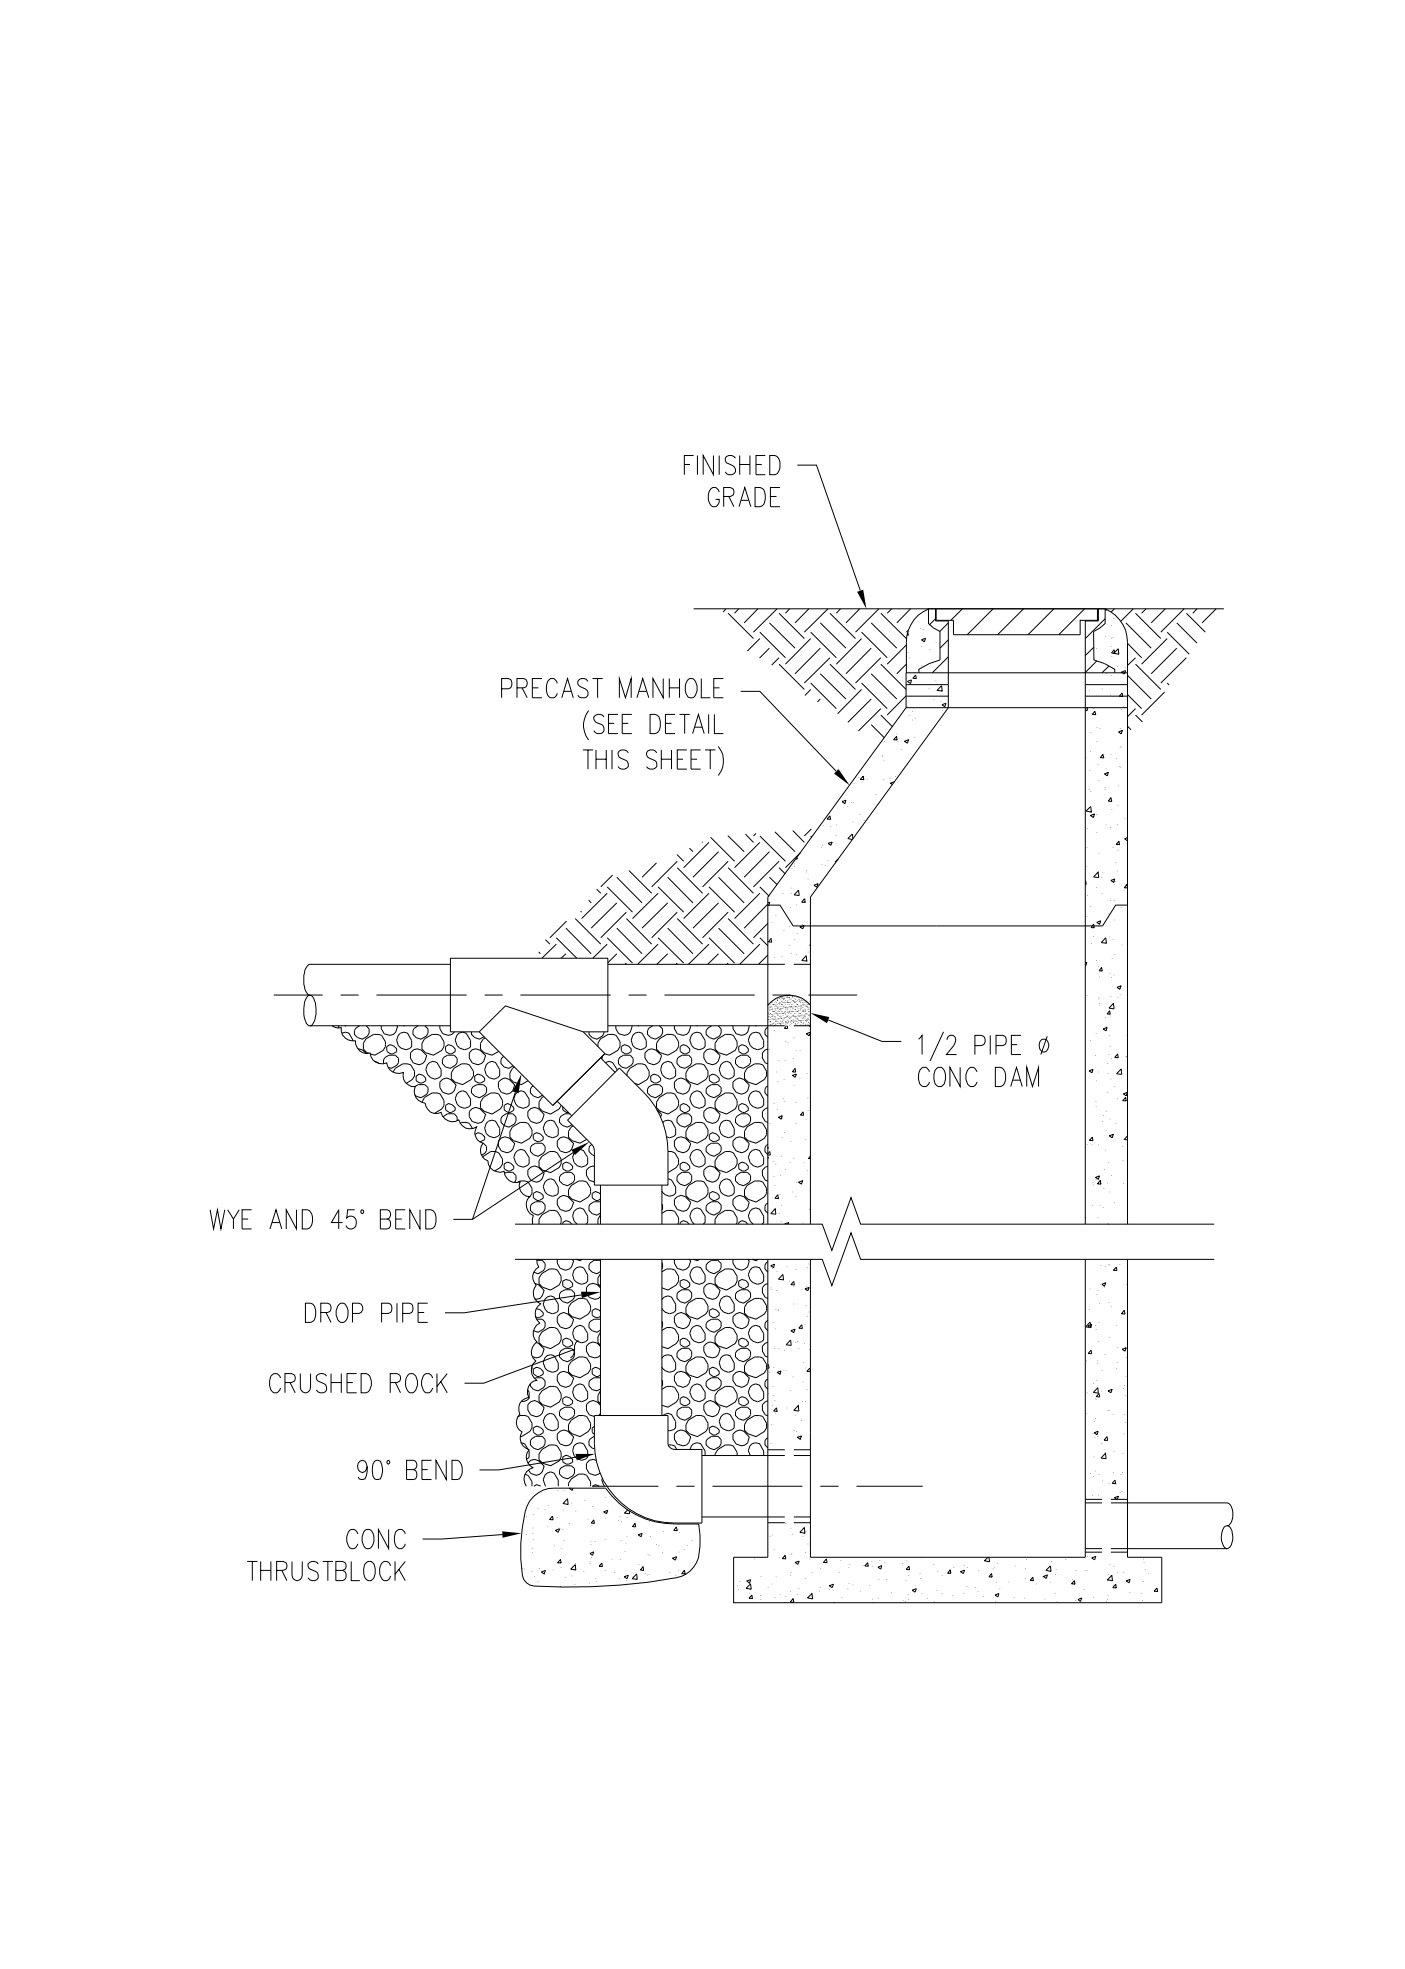 FINISHED
GRADE
PRECAST MANHOLE
(SEE DETAIL
THIS SHEET)
1/2 PIPE Ø
CONC DAM
WYE AND 45° BEND
DROP PIPE
CRUSHED ROCK
90° BEND
CONC
THRUSTBLOCK